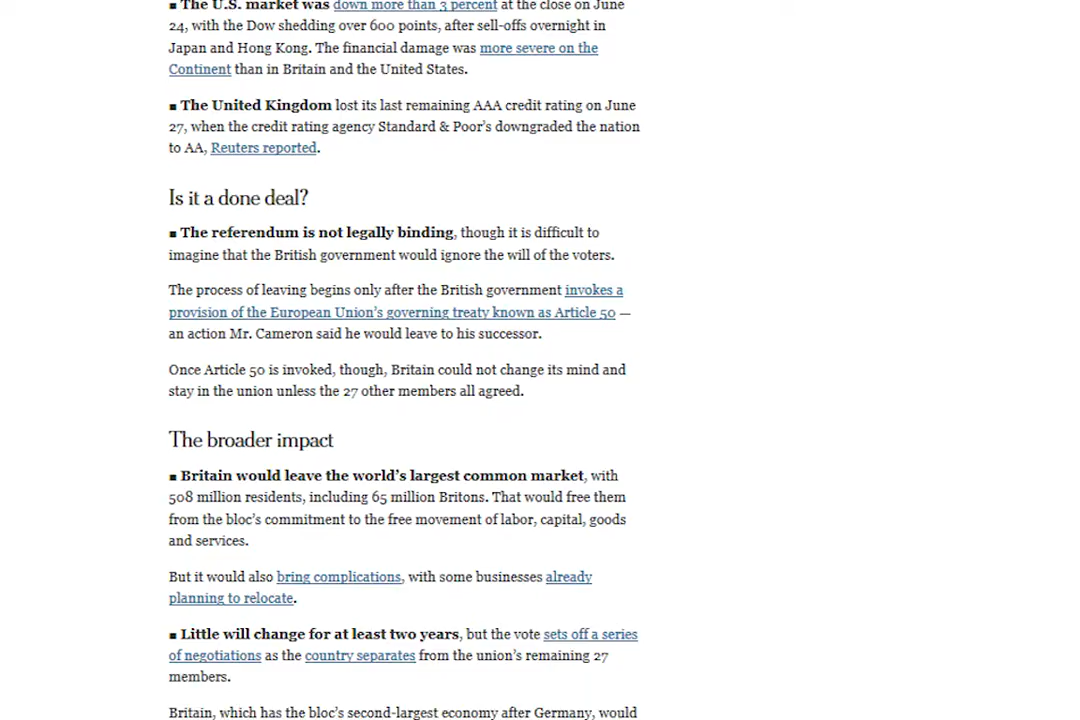 ■ The U.S. market was down more than 3 percent at the close on June
24, with the Dow shedding over 600 points, after sell-offs overnight in
Japan and Hong Kong. The financial damage was more severe on the
Continent than in Britain and the United States.
■ The United Kingdom lost its last remaining AAA credit rating on June
27, when the credit rating agency Standard & Poor’s downgraded the nation
to AA, Reuters reported.
Is it a done deal?
■ The referendum is not legally binding, though it is difficult to
imagine that the British government would ignore the will of the voters.
The process of leaving begins only after the British government invokes a
provision of the European Union’s governing treaty known as Article 50 —
an action Mr. Cameron said he would leave to his successor.
Once Article 50 is invoked, though, Britain could not change its mind and
stay in the union unless the 27 other members all agreed.
The broader impact
■ Britain would leave the world’s largest common market, with
508 million residents, including 65 million Britons. That would free them
from the bloc’s commitment to the free movement of labor, capital, goods
and services.
But it would also bring complications, with some businesses already
planning to relocate.
■ Little will change for at least two years, but the vote sets off a series
of negotiations as the country separates from the union’s remaining 27
members.
Britain, which has the bloc’s second-largest economy after Germany, would